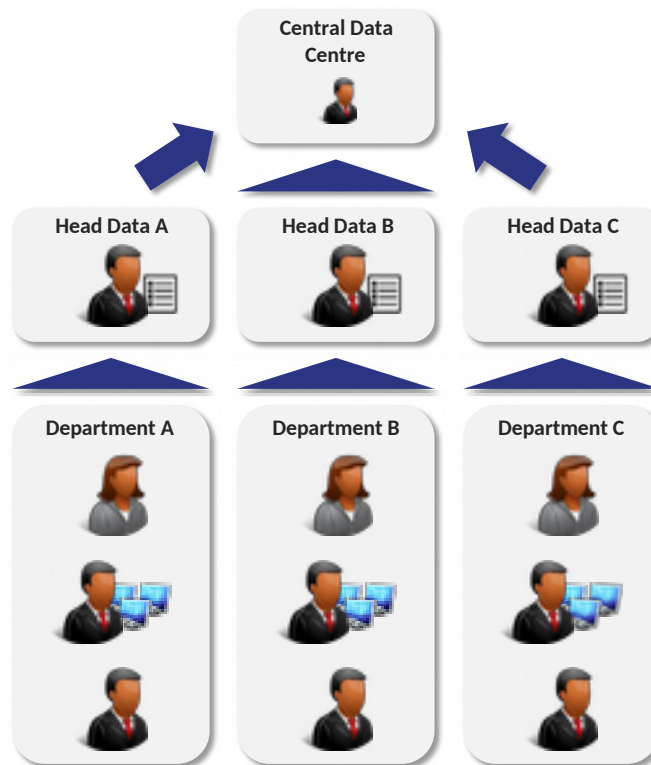 Central Data
Centre
Head Data A
Head Data B
Head Data C
Department A
Department B
Department C